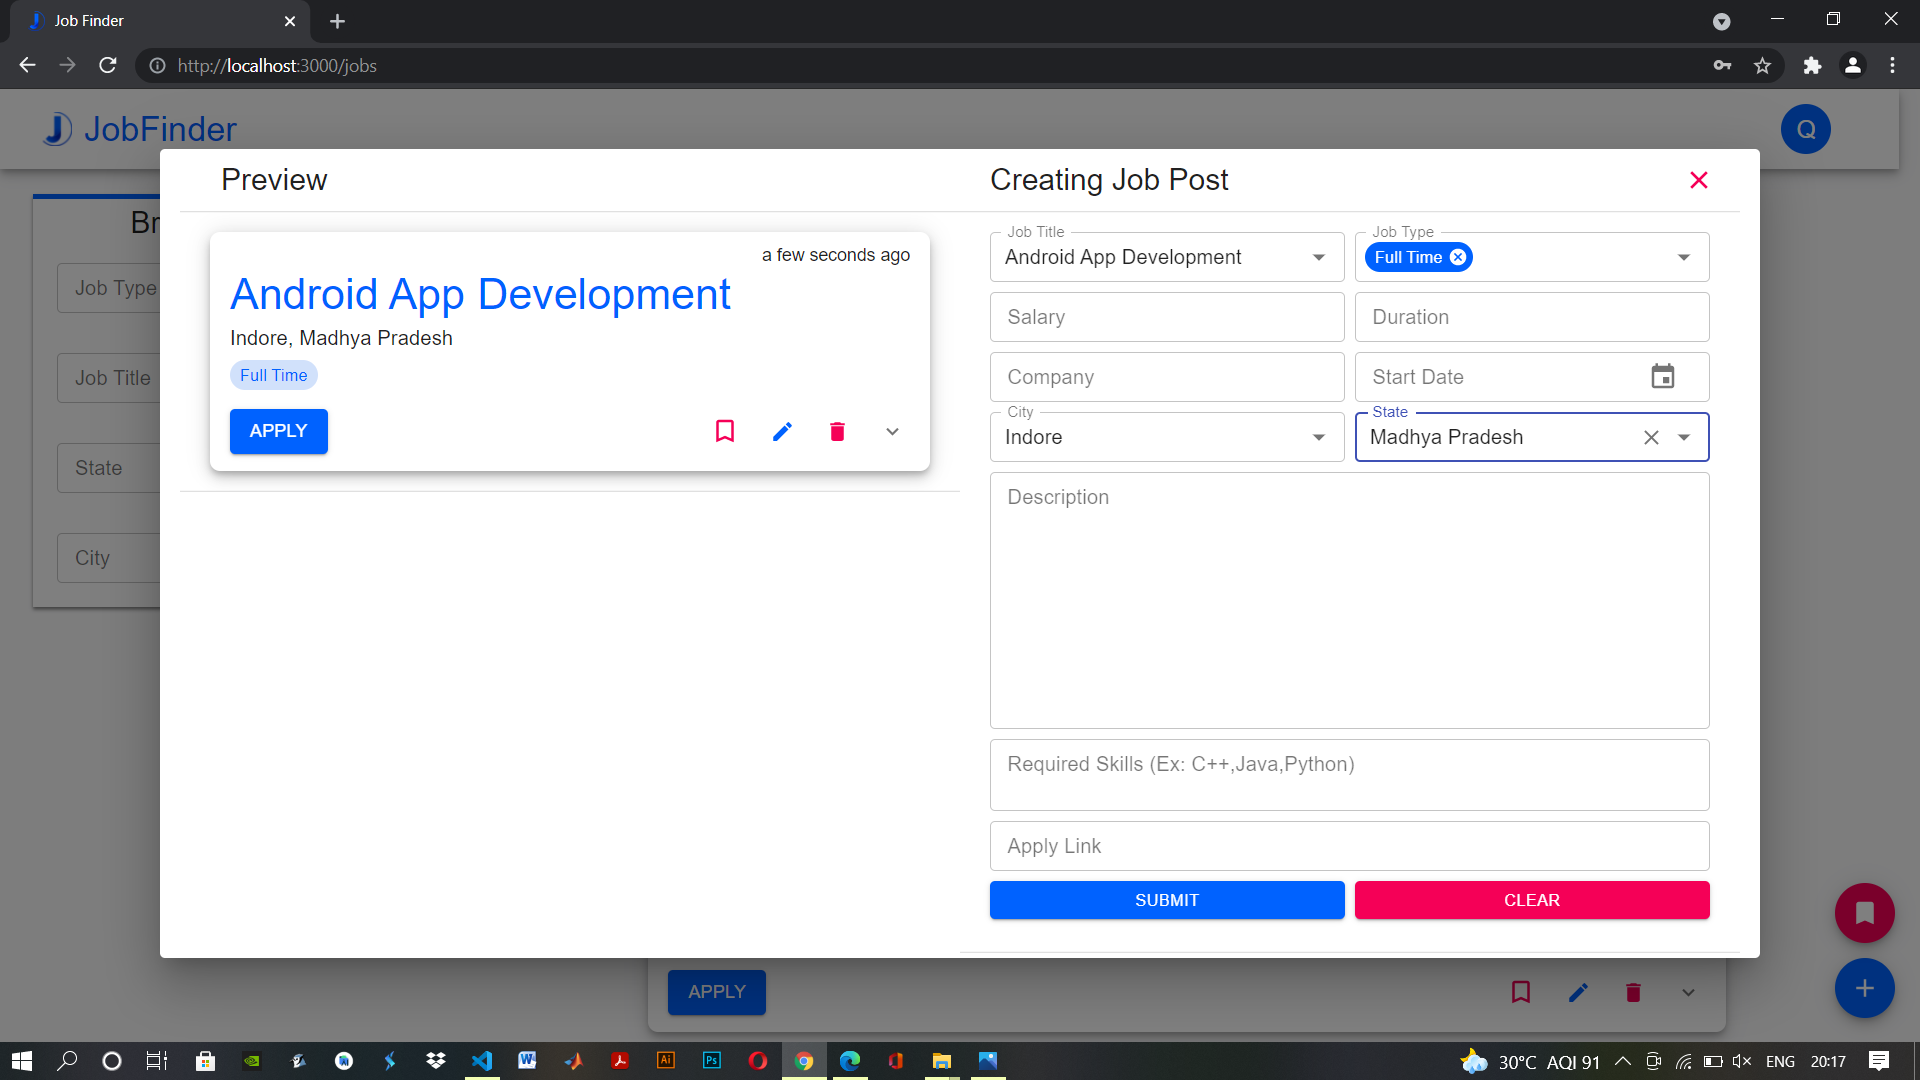 Job Finder
http://localhost:3000/jobs
JobFinder
Q
Br
Job Type
Job Title
State
City
Preview
a few seconds ago
Android App Development
Indore, Madhya Pradesh
Full Time
APPLY
Creating Job Post
Job Title
Android App Development
Job Type
Full Time
Salary
Duration
Company
Start Date
City
Indore
State
Madhya Pradesh
Description
Required Skills (Ex: C++,Java,Python)
Apply Link
SUBMIT
CLEAR
APPLY
Ai
Ps
30°C AQI 91
ENG
20:17